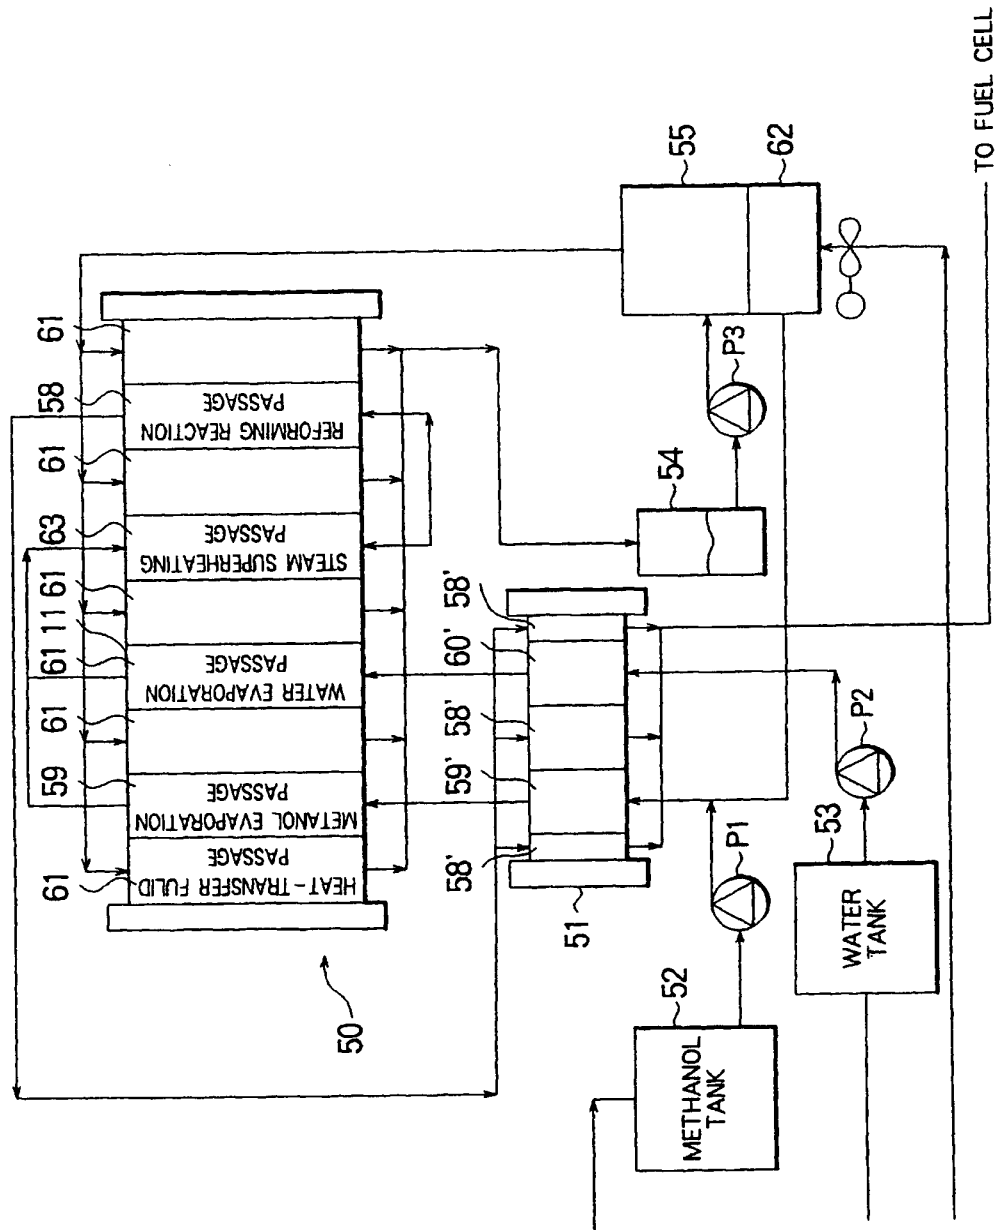 61
59
61
61
11
61
63
61
58
61
HEAT-TRANSFER FULID
PASSAGE
METANOL EVAPORATION
PASSAGE
WATER EVAPORATION
PASSAGE
STEAM SUPERHEATING
PASSAGE
REFORMING REACTION
PASSAGE
50
58'
59'
58'
60'
58'
51
52
METHANOL
TANK
P1
53
WATER
TANK
P2
54
P3
55
62
TO FUEL CELL